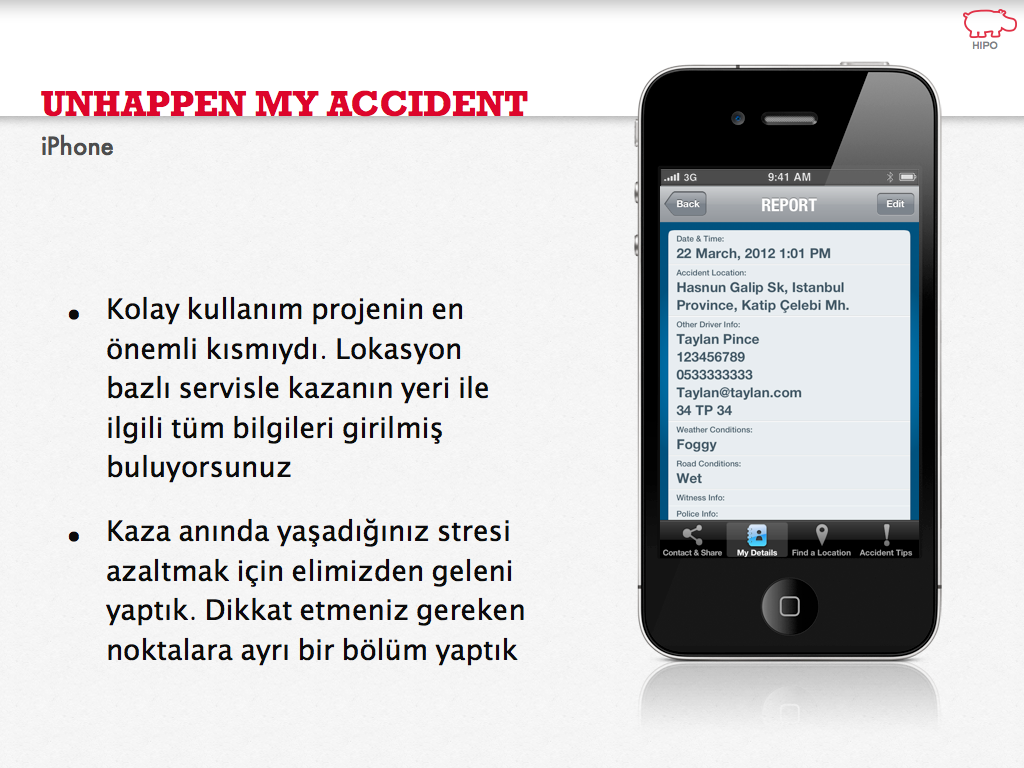 HIPO
UNHAPPEN MY ACCIDENT
iPhone
Kolay kullanım projenin en
önemli kısmıydı. Lokasyon
bazlı servisle kazanın yeri ile
ilgili tüm bilgileri girilmiş
buluyorsunuz
Kaza anında yaşadığınız stresi
azaltmak için elimizden geleni
yaptık. Dikkat etmeniz gereken
noktalara ayrı bir bölüm yaptık
3G 9:41 AM
Back REPORT Edit
Date & Time:
22 March, 2012 1:01 PM
Accident Location:
Hasnun Galip Sk, Istanbul
Province, Katip Çelebi Mh.
Other Driver Info:
Taylan Pince
123456789
0533333333
Taylan@taylan.com
34 TP 34
Weather Conditions:
Foggy
Road Conditions:
Wet
Witness Info:
Police Info:
Contact & Share My Details Find a Location Accident Tips